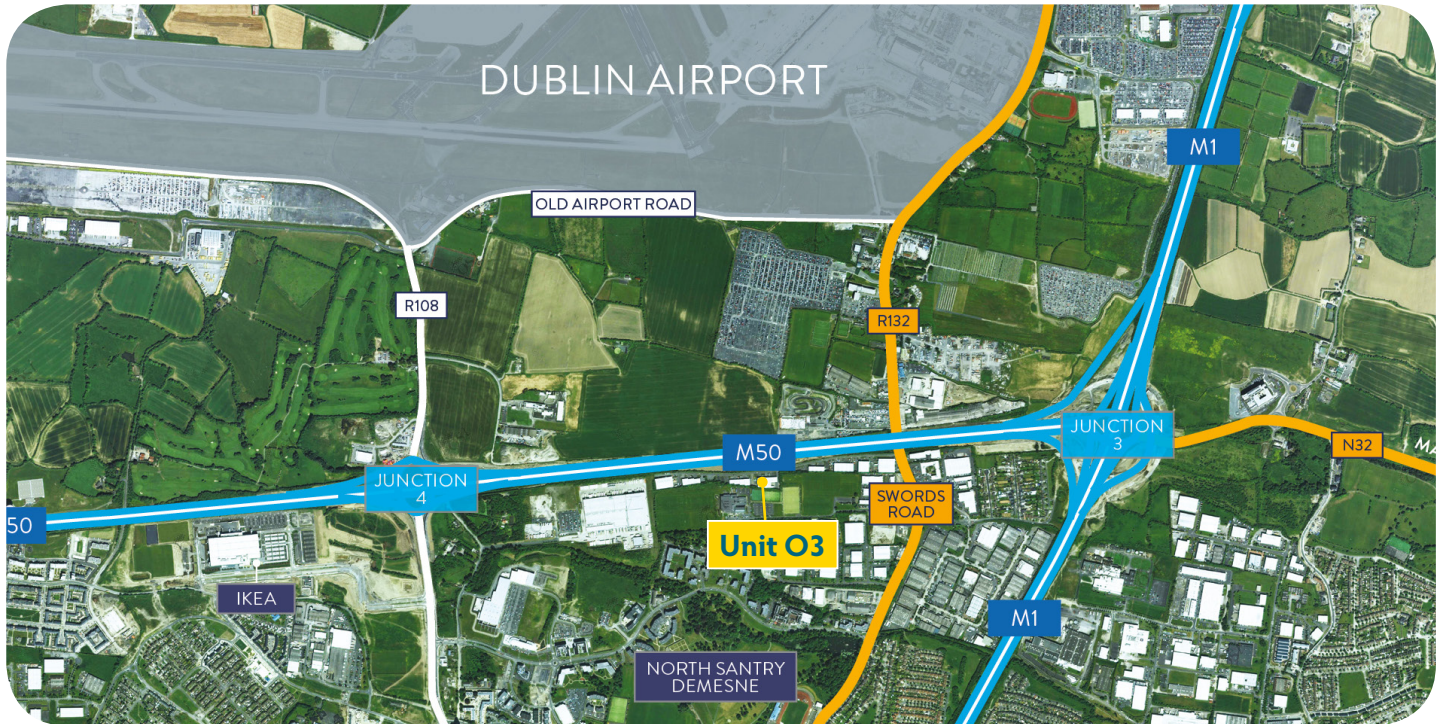 DUBLIN AIRPORT
M1
OLD AIRPORT ROAD
R108
R132
JUNCTION
3
N32
M50
JUNCTION
4
SWORDS
ROAD
50
Unit O3
IKEA
M1
NORTH SANTRY
DEMESNE